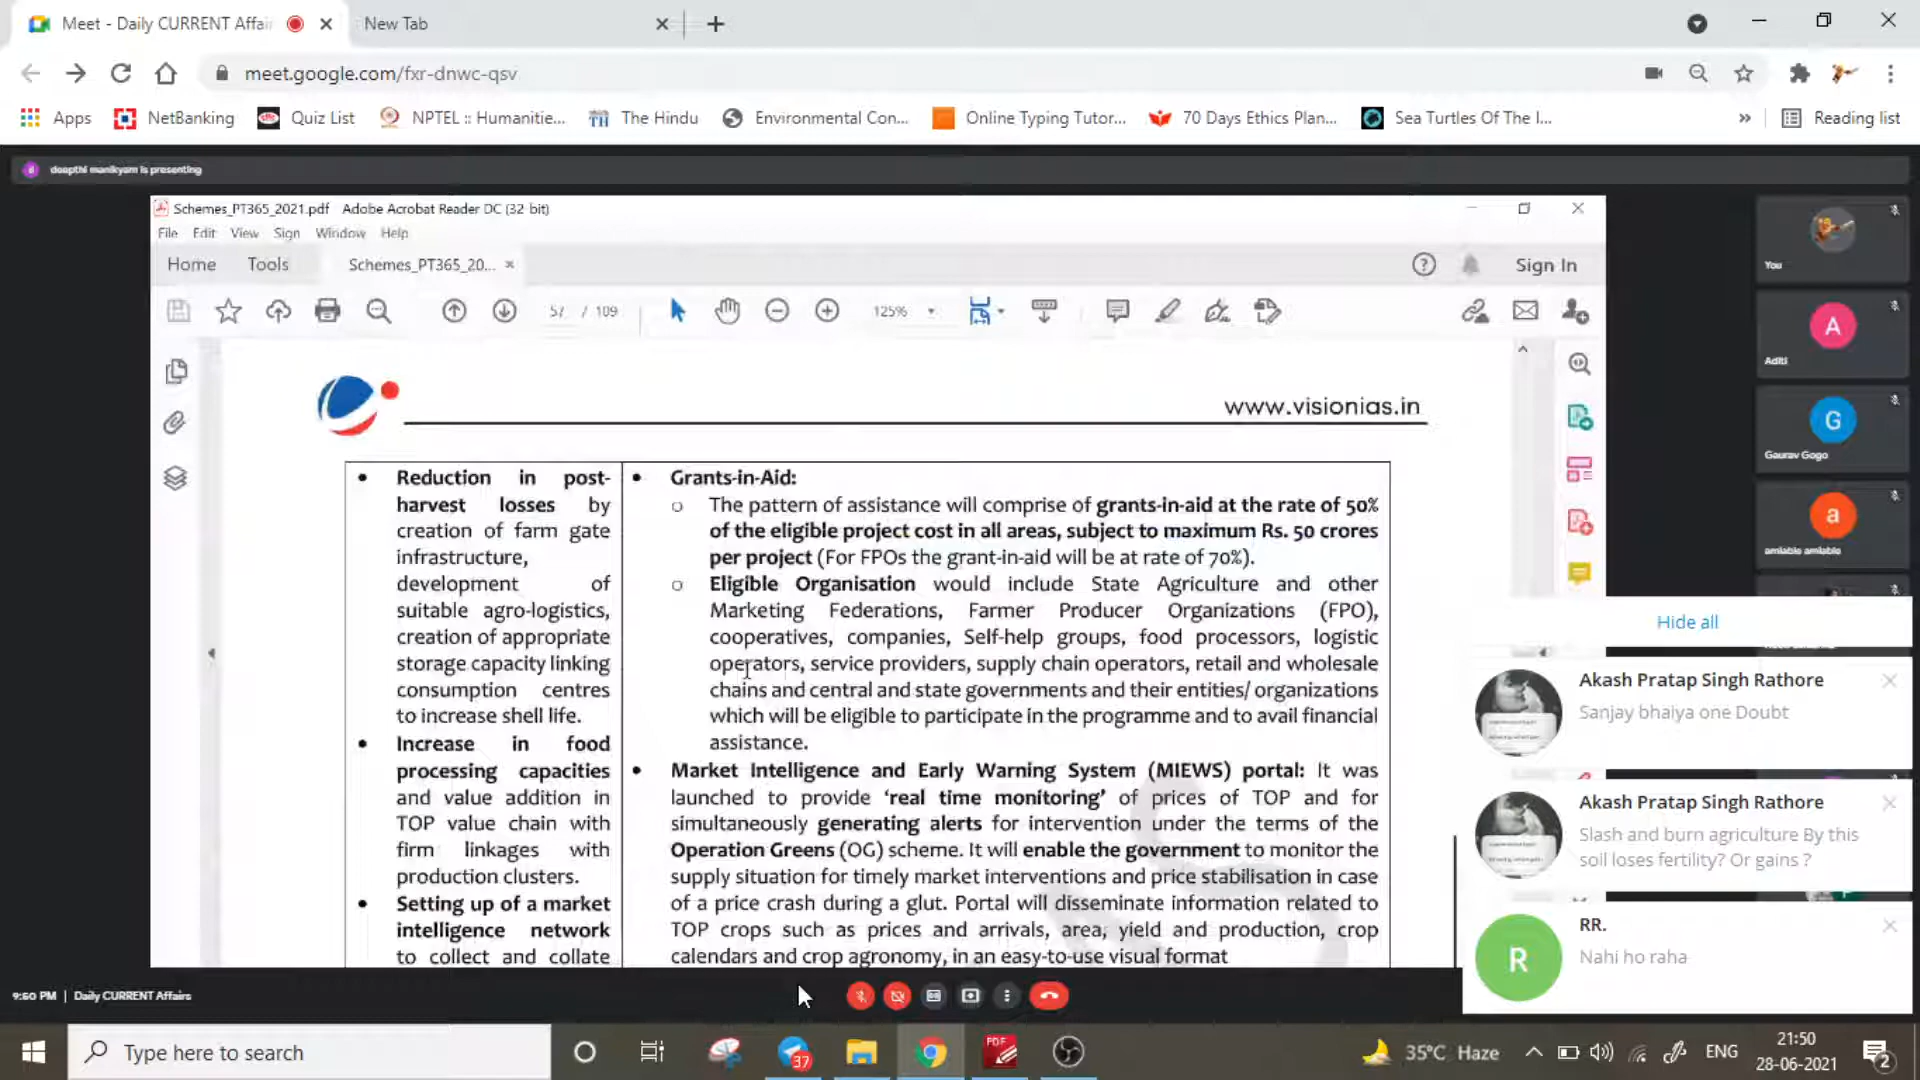 Meet - Daily CURRENT Affair
New Tab
meet.google.com/fxr-dnwc-qsv
Apps
NetBanking
Quiz List
NPTEL :: Humanitie...
The Hindu
Environmental Con...
Online Typing Tutor...
70 Days Ethics Plan...
Sea Turtles Of The I...
»
Reading list
deepthi manikyam is presenting
Schemes_PT365_2021.pdf Adobe Acrobat Reader DC (32 bit)
File Edit View Sign Window Help
Home
Tools
Schemes_PT365_20...
Sign In
57 / 109
125%
www.visionias.in
• Reduction in post-
harvest losses by
creation of farm gate
infrastructure,
development of
suitable agro-logistics,
creation of appropriate
storage capacity linking
consumption centres
to increase shell life.
• Increase in food
processing capacities
and value addition in
TOP value chain with
firm linkages with
production clusters.
• Setting up of a market
intelligence network
to collect and collate
• Grants-in-Aid:
o The pattern of assistance will comprise of grants-in-aid at the rate of 50%
of the eligible project cost in all areas, subject to maximum Rs. 50 crores
per project (For FPOs the grant-in-aid will be at rate of 70%).
o Eligible Organisation would include State Agriculture and other
Marketing Federations, Farmer Producer Organizations (FPO),
cooperatives, companies, Self-help groups, food processors, logistic
operators, service providers, supply chain operators, retail and wholesale
chains and central and state governments and their entities/ organizations
which will be eligible to participate in the programme and to avail financial
assistance.
• Market Intelligence and Early Warning System (MIEWS) portal: It was
launched to provide ‘real time monitoring’ of prices of TOP and for
simultaneously generating alerts for intervention under the terms of the
Operation Greens (OG) scheme. It will enable the government to monitor the
supply situation for timely market interventions and price stabilisation in case
of a price crash during a glut. Portal will disseminate information related to
TOP crops such as prices and arrivals, area, yield and production, crop
calendars and crop agronomy, in an easy-to-use visual format
You
A
Aditi
G
Gaurav Gogo
a
amiable amiable
Hide all
Akash Pratap Singh Rathore
Sanjay bhaiya one Doubt
Akash Pratap Singh Rathore
Slash and burn agriculture By this
soil loses fertility? Or gains ?
R
RR.
Nahi ho raha
9:50 PM | Daily CURRENT Affairs
Type here to search
37
PDF
35°C Haze
ENG
21:50
28-06-2021
2